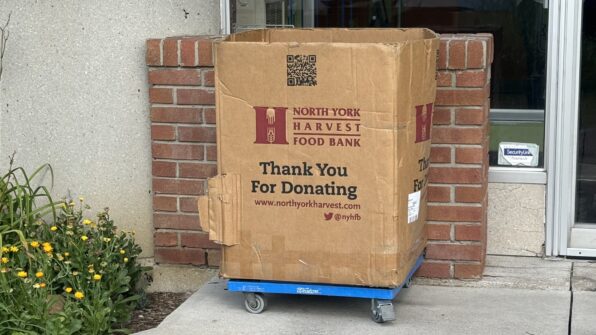 NORTH YORK
HARVEST
FOOD BANK
Thank You
For Donating
www.northyorkharvest.com
@nyhfb